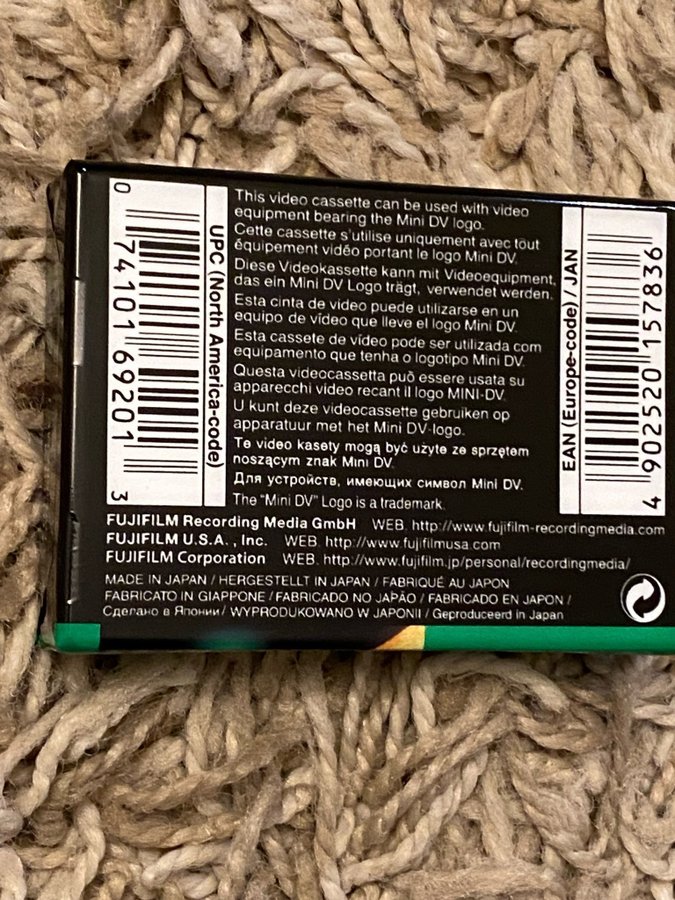 0 74101 69201 3
UPC (North America-code)
This video cassette can be used with video
equipment bearing the Mini DV logo.
Cette cassette s'utilise uniquement avec tout
équipement vidéo portant le logo Mini DV.
Diese Videokassette kann mit Videoequipment,
das ein Mini DV Logo trägt, verwendet werden.
Esta cinta de video puede utilizarse en un
equipo de vídeo que lleve el logo Mini DV.
Esta cassete de vídeo pode ser utilizada com
equipamento que tenha o logotipo Mini DV.
Questa videocassetta può essere usata su
apparecchi video recanti il logo MINI-DV.
U kunt deze videocassette gebruiken op
apparatuur met het Mini DV-logo.
Te video kasety mogą być użyte ze sprzętem
noszącym znak Mini DV.
Для устройств, имеющих символ Mini DV.
The "Mini DV" Logo is a trademark.
EAN (Europe-code) / JAN
4 902520 157836
FUJIFILM Recording Media GmbH WEB. http://www.fujifilm-recordingmedia.com
FUJIFILM U.S.A. , Inc. WEB. http://www.fujifilmusa.com
FUJIFILM Corporation WEB. http://www.fujifilm.jp/personal/recordingmedia/
MADE IN JAPAN / HERGESTELLT IN JAPAN / FABRIQUÉ AU JAPON
FABRICATO IN GIAPPONE / FABRICADO NO JAPÃO / FABRICADO EN JAPON /
Сделано в Японии / WYPRODUKOWANO W JAPONII / Geproduceerd in Japan